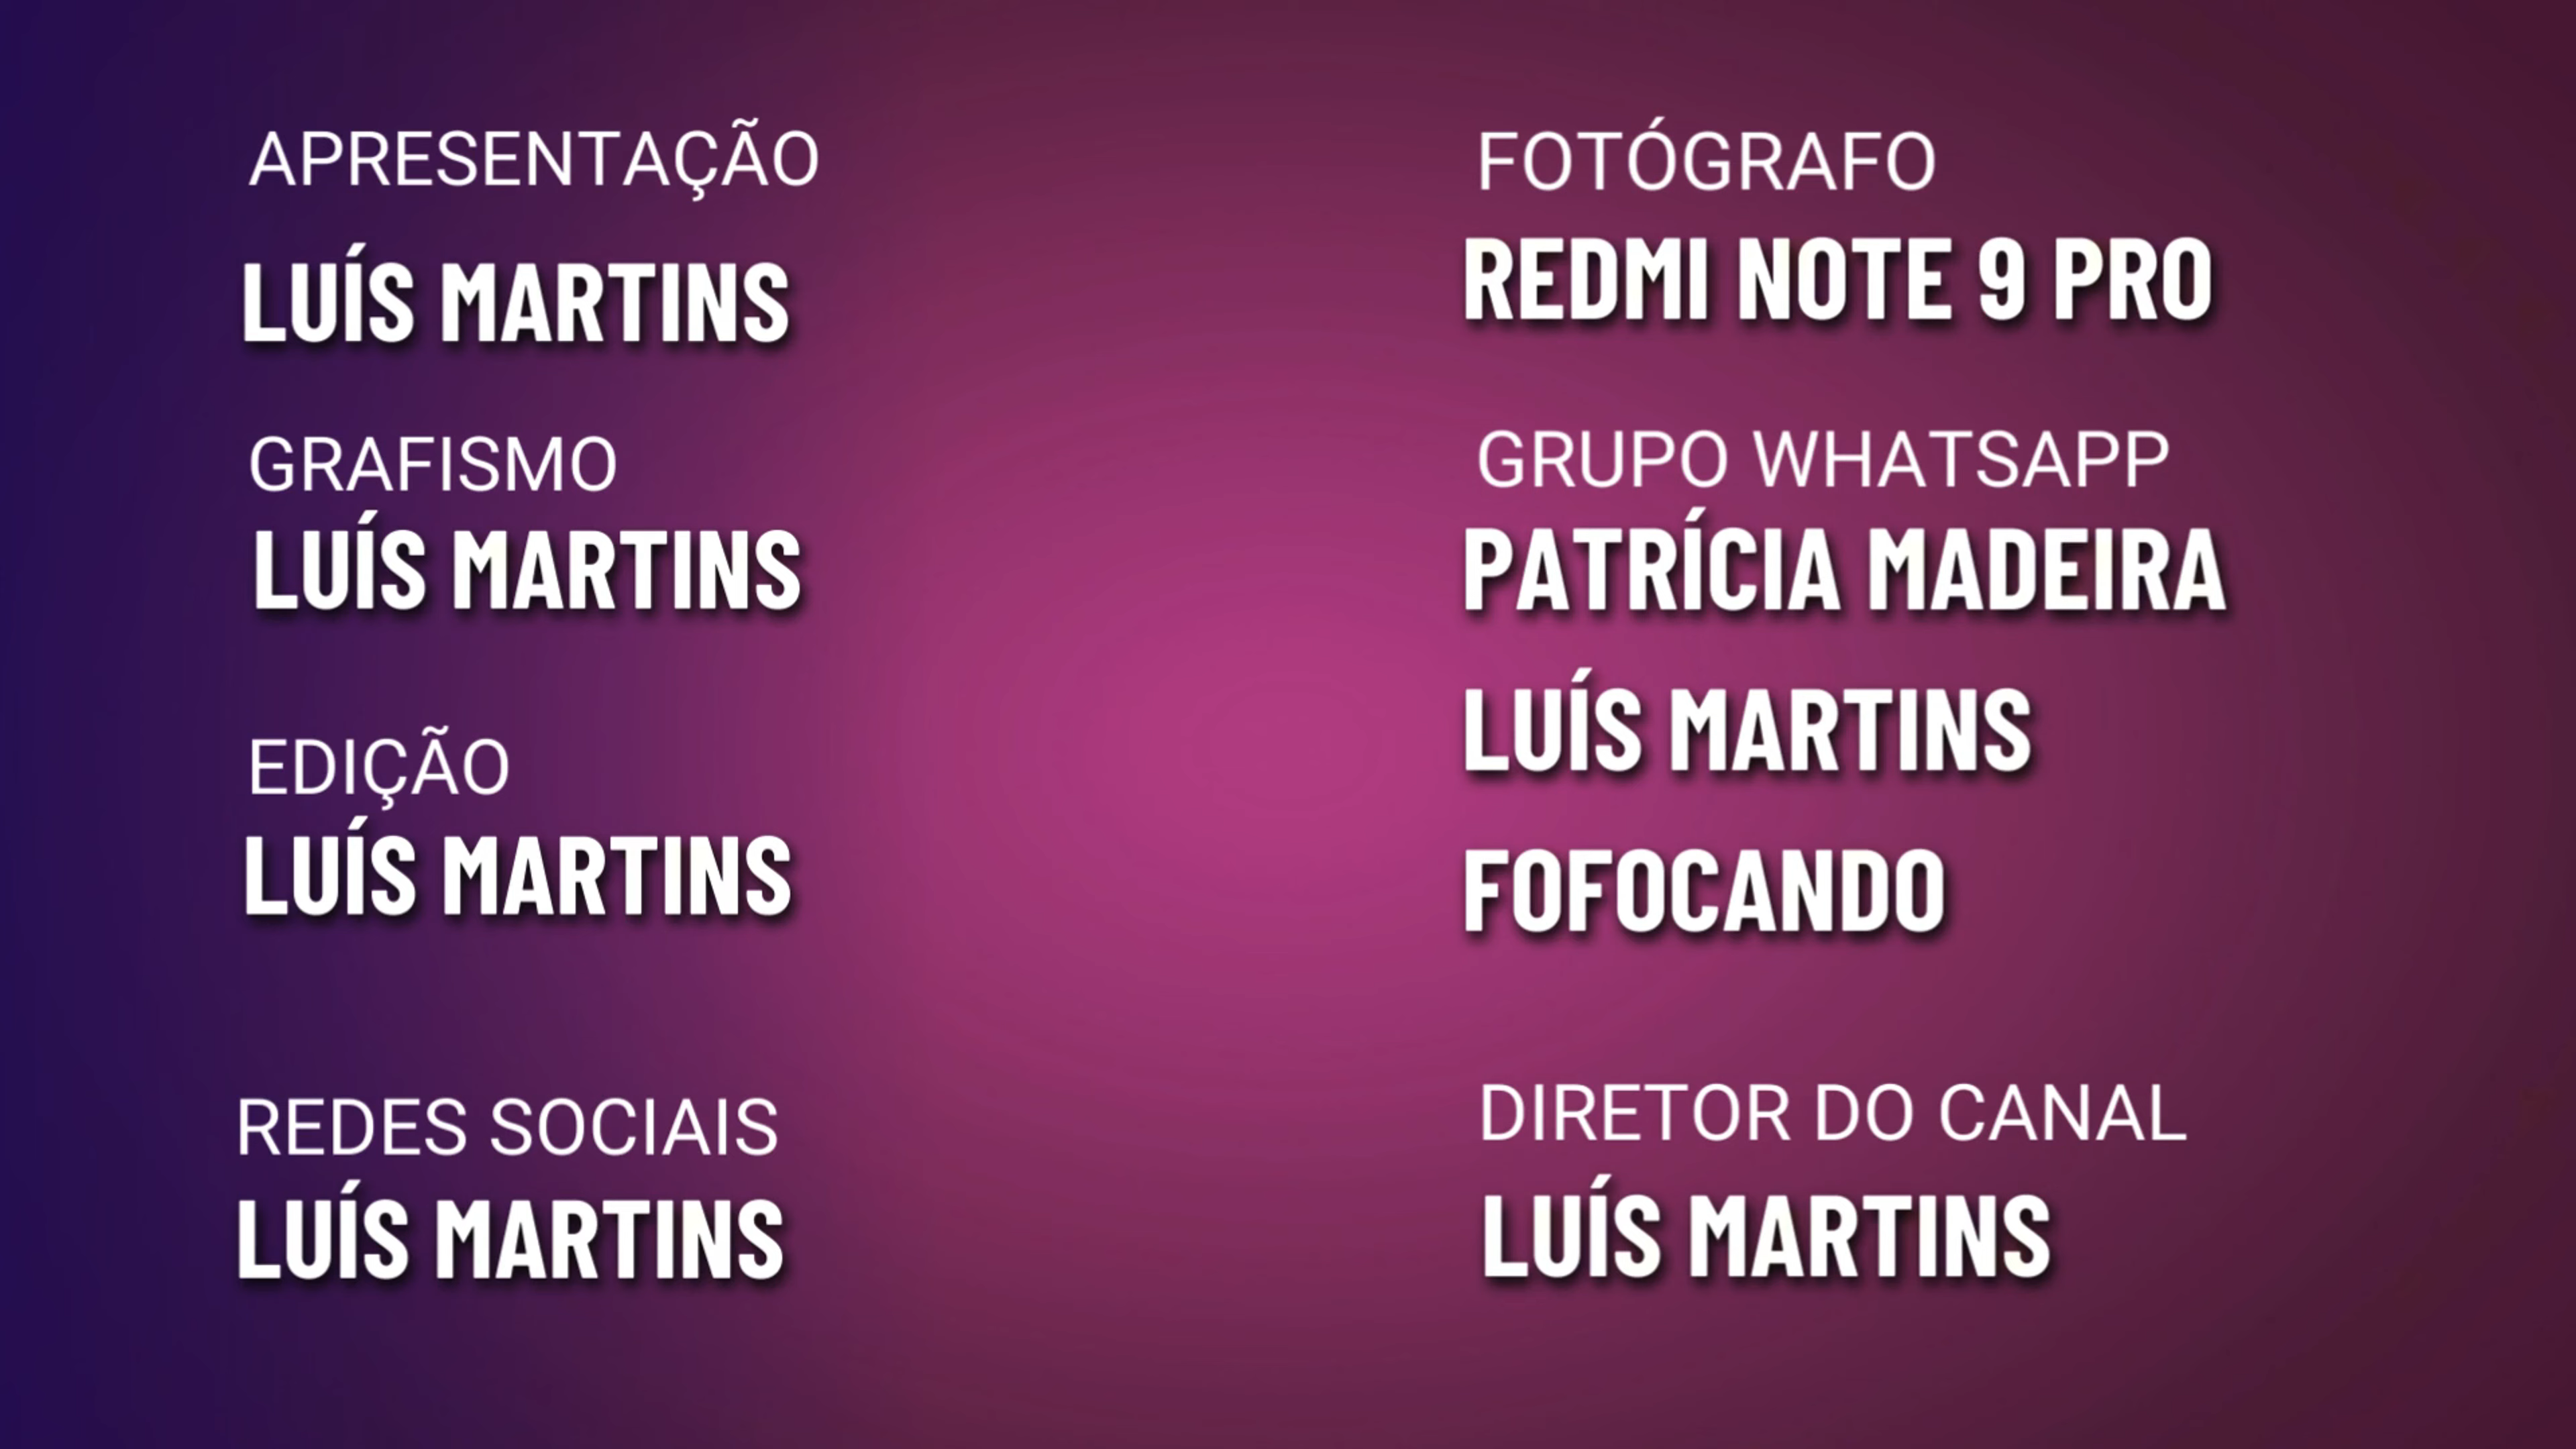 APRESENTAÇÃO
LUÍS MARTINS
GRAFISMO
LUÍS MARTINS
EDIÇÃO
LUÍS MARTINS
REDES SOCIAIS
LUÍS MARTINS
FOTÓGRAFO
REDMI NOTE 9 PRO
GRUPO WHATSAPP
PATRÍCIA MADEIRA
LUÍS MARTINS
FOFOCANDO
DIRETOR DO CANAL
LUÍS MARTINS